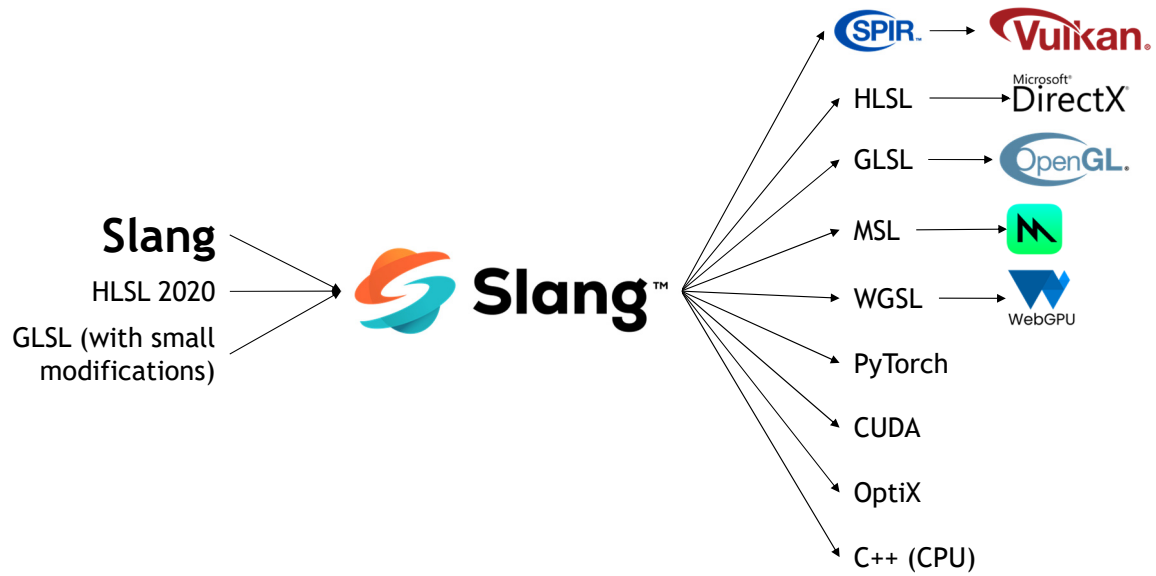 Slang
HLSL 2020
GLSL (with small
modifications)
Slang™
SPIR™
Vulkan®
HLSL
Microsoft®
DirectX®
GLSL
OpenGL®
MSL
WGSL
WebGPU
PyTorch
CUDA
OptiX
C++ (CPU)